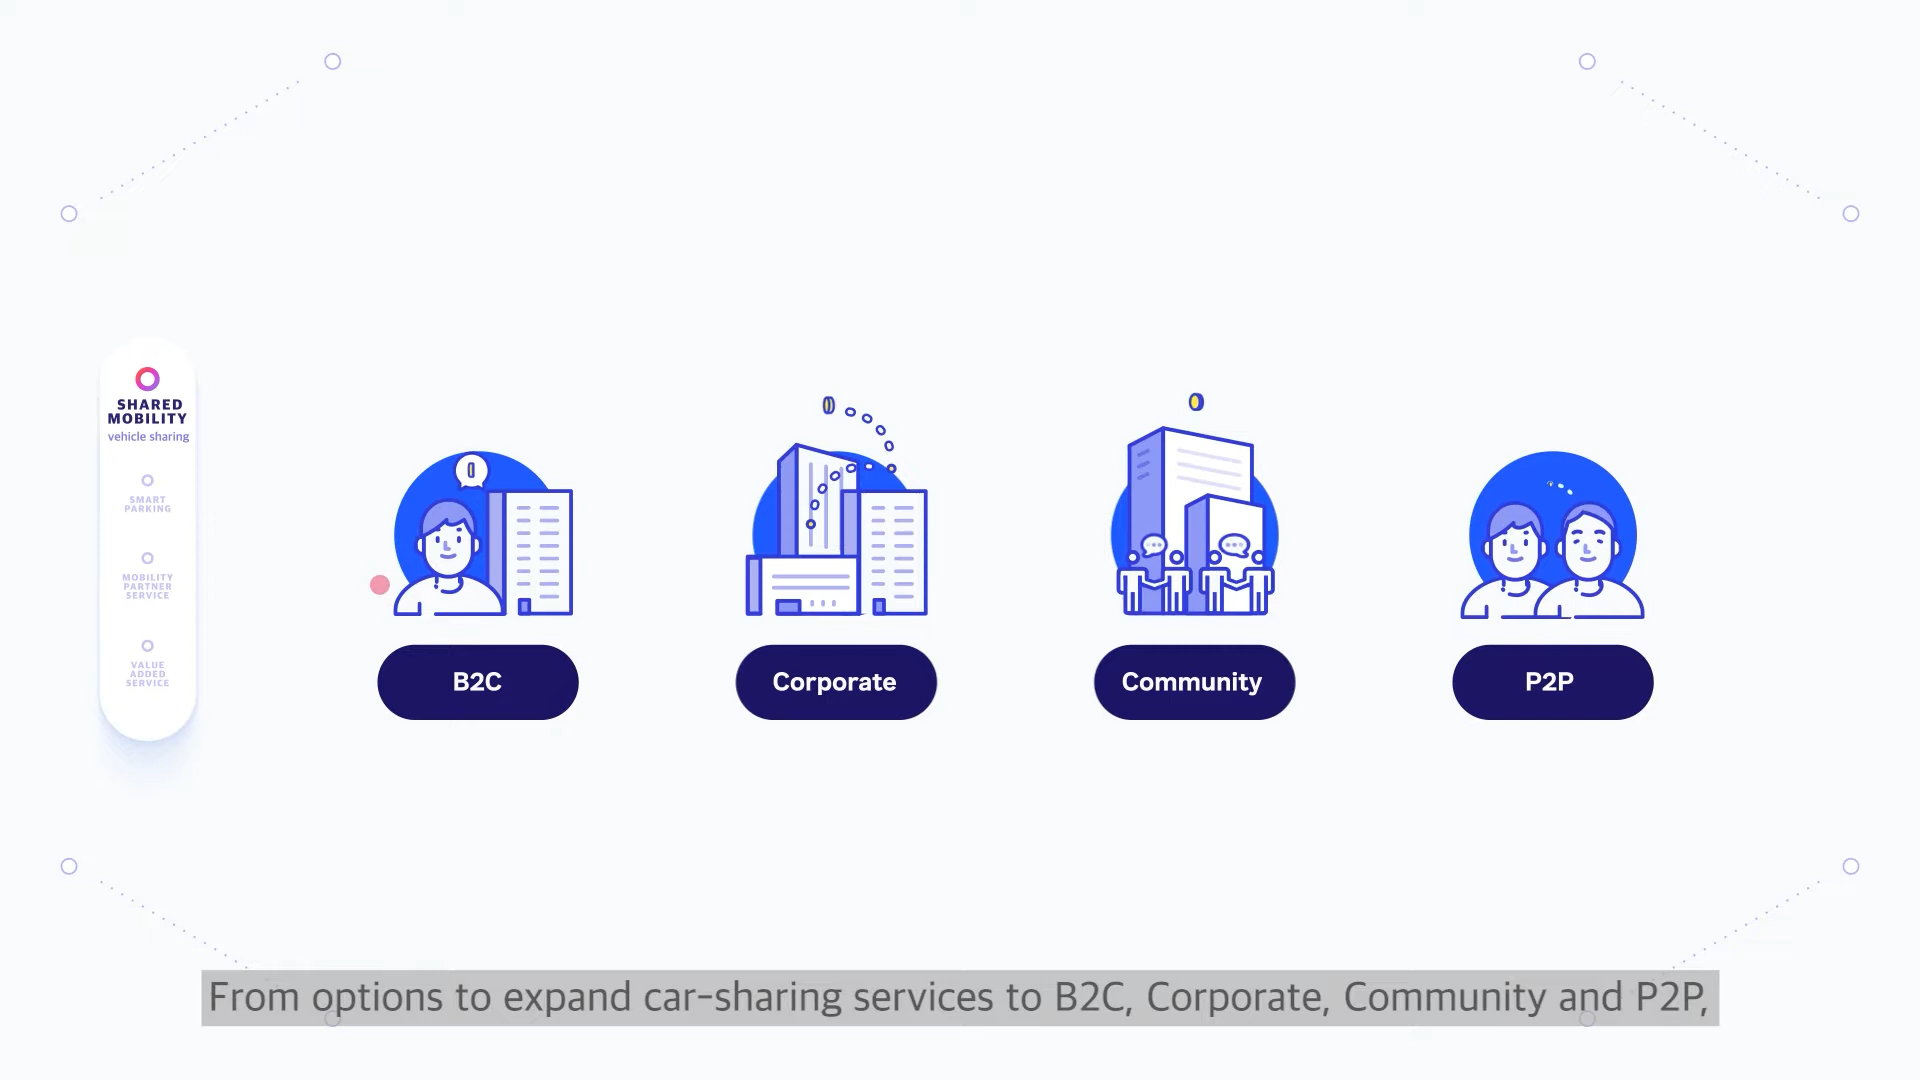 SHARED
MOBILITY
vehicle sharing
SMART
PARKING
MOBILITY
PARTNER
SERVICE
VALUE
ADDED
SERVICE
B2C
Corporate
Community
P2P
From options to expand car-sharing services to B2C, Corporate, Community and P2P,